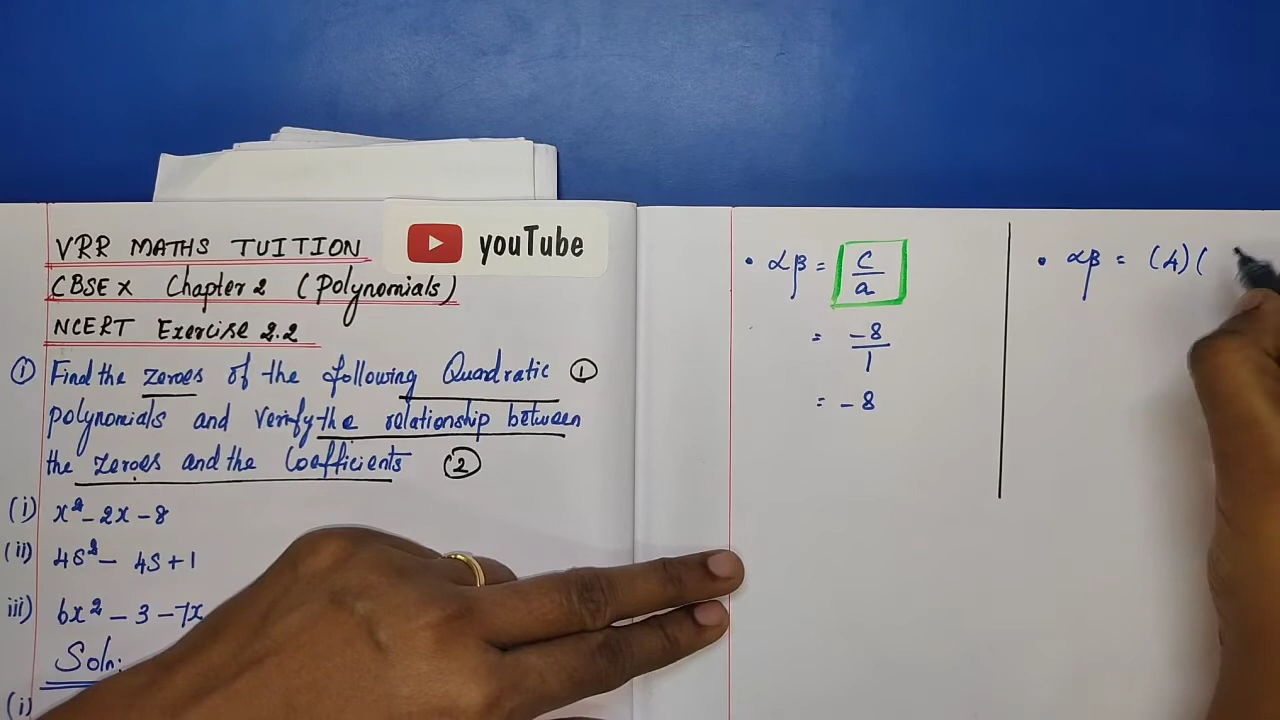 VRR MATHS TUITION
YouTube
CBSE X Chapter 2 (Polynomials)
NCERT Exercise 2.2
① Find the zeroes of the following Quadratic ①
polynomials and verify the relationship between
the zeroes and the Coefficients ②
(i) x² - 2x - 8
(ii) 4s² - 4s + 1
iii) 6x² - 3 - 7x
Soln:
(i)
• αβ = c/a
= -8/1
= -8
• αβ = (4)(